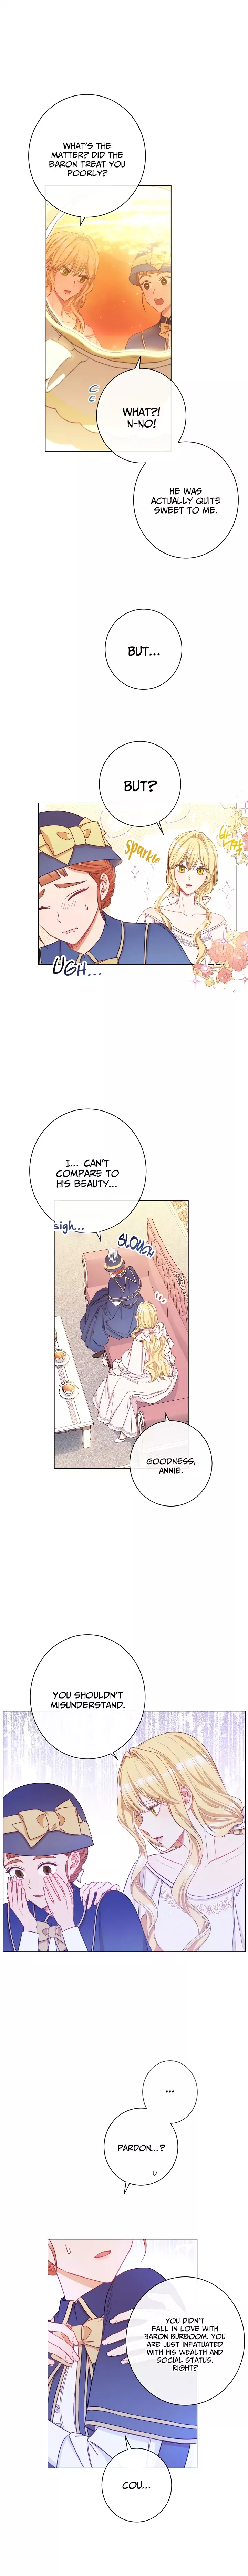 WHAT'S THE
MATTER? DID THE
BARON TREAT YOU
POORLY?
WHAT?!
N-NO!
HE WAS
ACTUALLY QUITE
SWEET TO ME.
BUT...
BUT?
Sparkle
UGH...
I... CAN'T
COMPARE TO
HIS BEAUTY...
sigh...
SLOUCH
GOODNESS,
ANNIE.
YOU SHOULDN'T
MISUNDERSTAND.
...
PARDON...?
YOU DIDN'T
FALL IN LOVE WITH
BARON BURBOOM. YOU
ARE JUST INFATUATED
WITH HIS WEALTH AND
SOCIAL STATUS.
RIGHT?
COU...